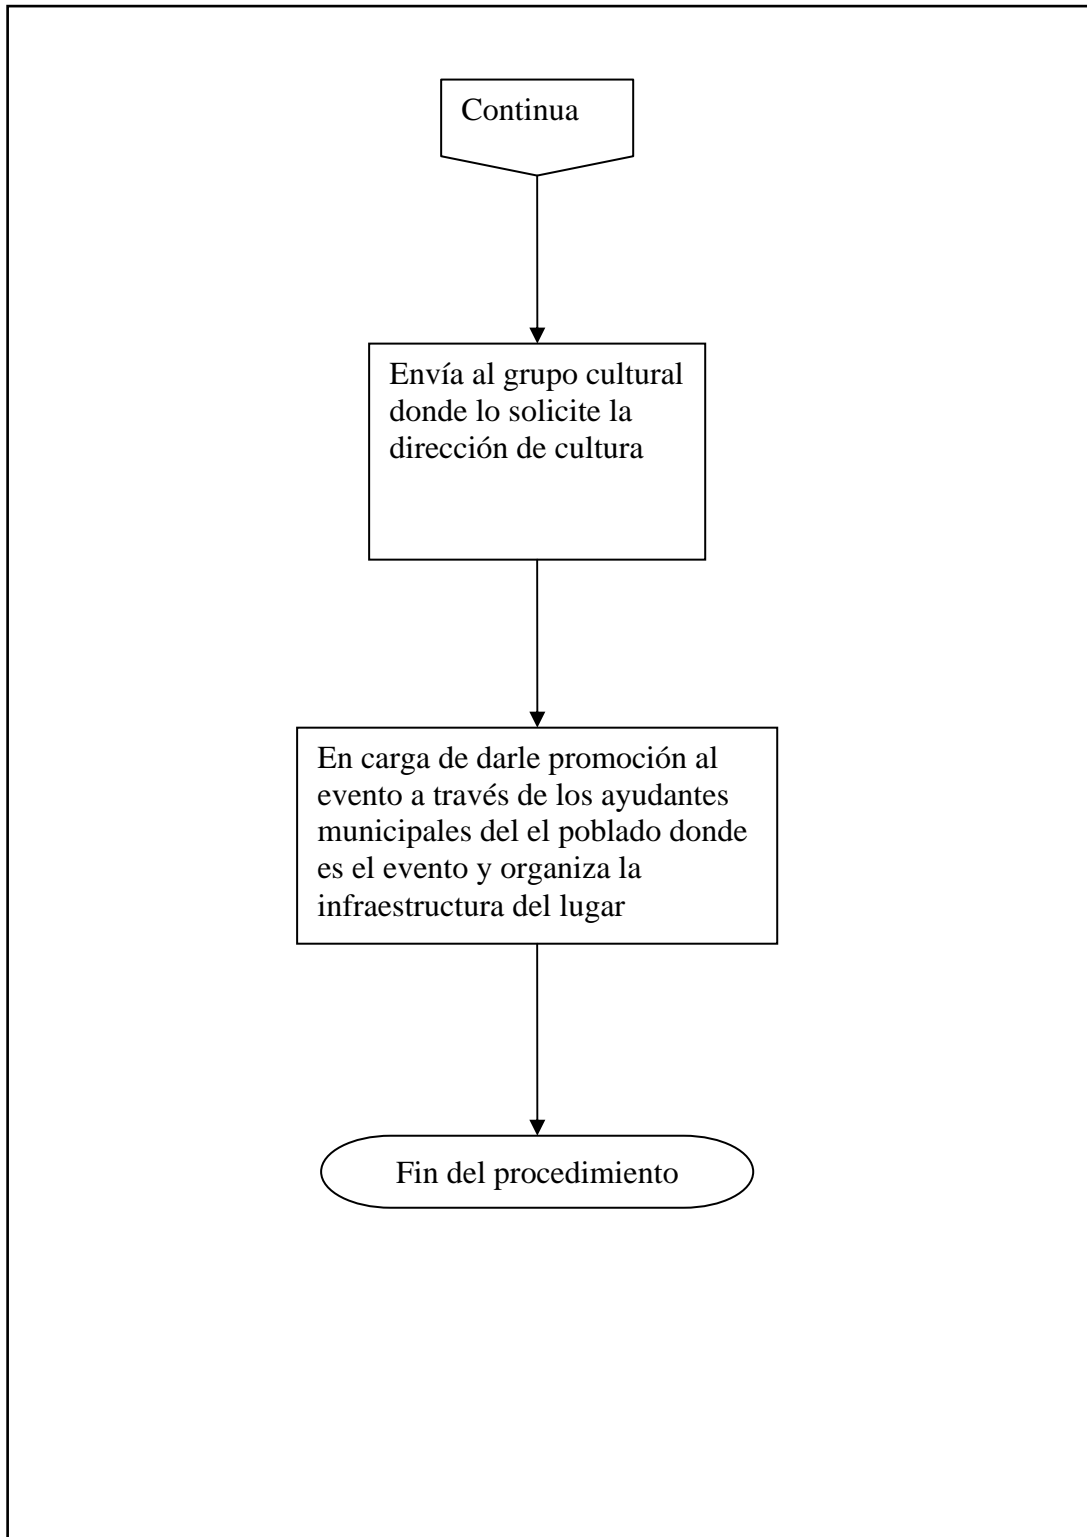 Continua
Envía al grupo cultural
donde lo solicite la
dirección de cultura
En carga de darle promoción al
evento a través de los ayudantes
municipales del el poblado donde
es el evento y organiza la
infraestructura del lugar
Fin del procedimiento